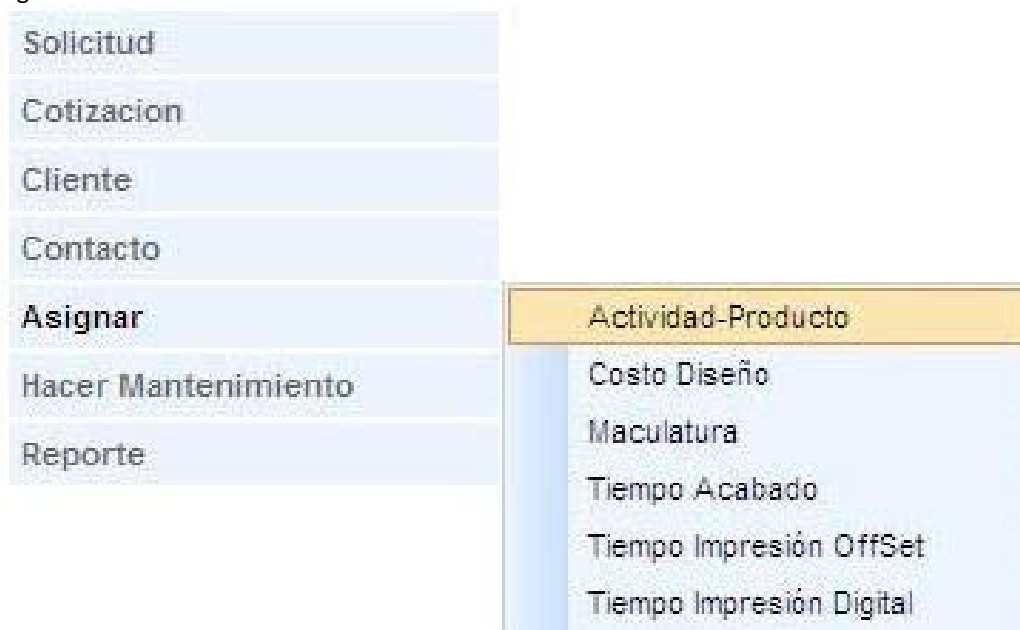 Solicitud
Cotizacion
Cliente
Contacto
Asignar
Hacer Mantenimiento
Reporte
Actividad-Producto
Costo Diseño
Maculatura
Tiempo Acabado
Tiempo Impresión OffSet
Tiempo Impresión Digital